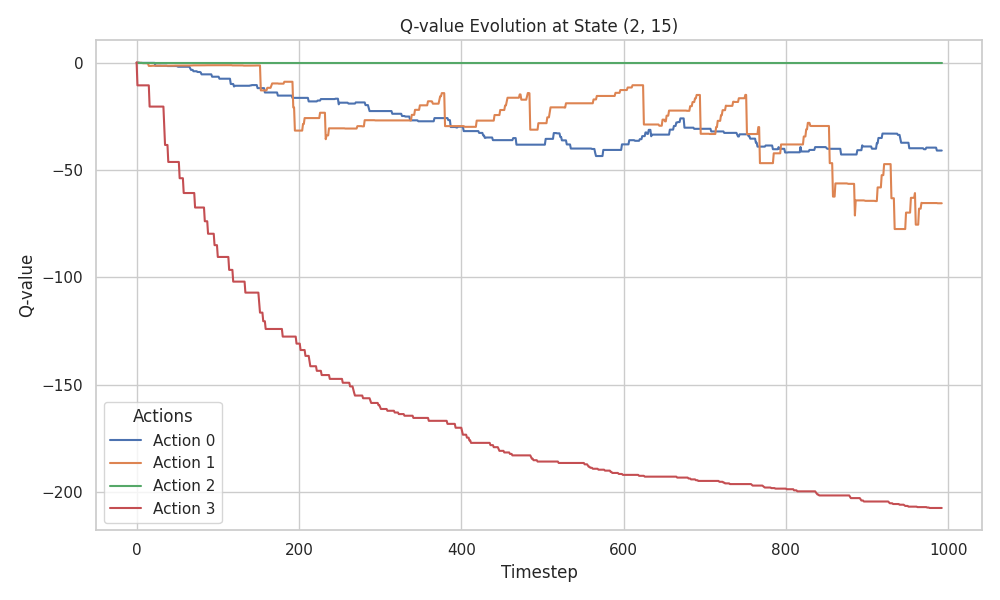 Q-value Evolution at State (2, 15)
Q-value
0
−50
−100
−150
−200
Actions
Action 0
Action 1
Action 2
Action 3
0
200
400
600
800
1000
Timestep